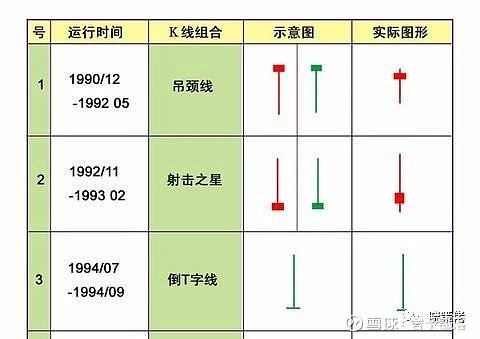 号 运行时间 K线组合 示意图 实际图形
1 1990/12 -1992 05 吊颈线
2 1992/11 -1993 02 射击之星
3 1994/07 -1994/09 倒T字线
雪球